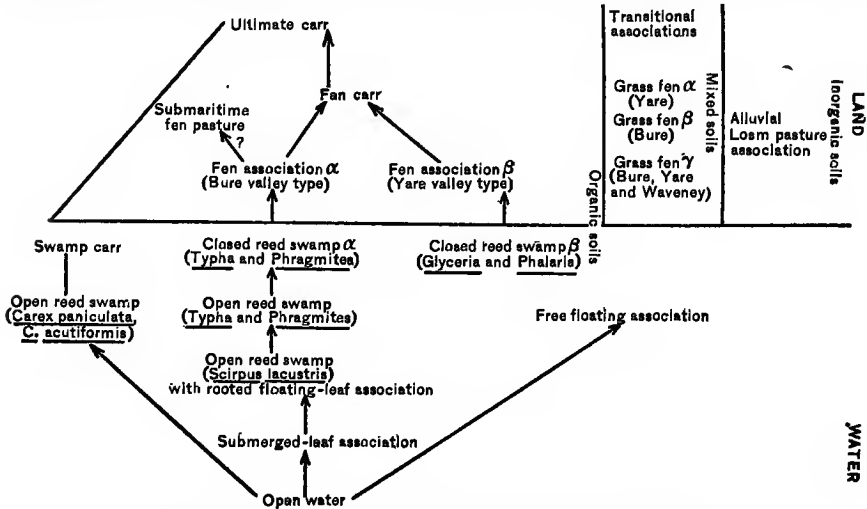 Ultimate carr
Fan carr
Submaritime
fen pasture
?
Fen association α
(Bure valley type)
Fen association β
(Yare valley type)
Transitional
associations
Grass fen α
(Yare)
Grass fen β
(Bure)
Grass fen γ
(Bure, Yare
and Waveney)
Mixed soils
Organic soils
Alluvial
Losm pasture
association
Inorganic soils
LAND
Swamp carr
Closed reed swamp α
(Typha and Phragmites)
Closed reed swamp β
(Glyceria and Phalaris)
Open reed swamp
(Carex paniculata,
C. acutiformis)
Open reed swamp
(Typha and Phragmites)
Free floating association
Open reed swamp
(Scirpus lacustris)
with rooted floating-leaf association
Submerged-leaf association
Open water
WATER